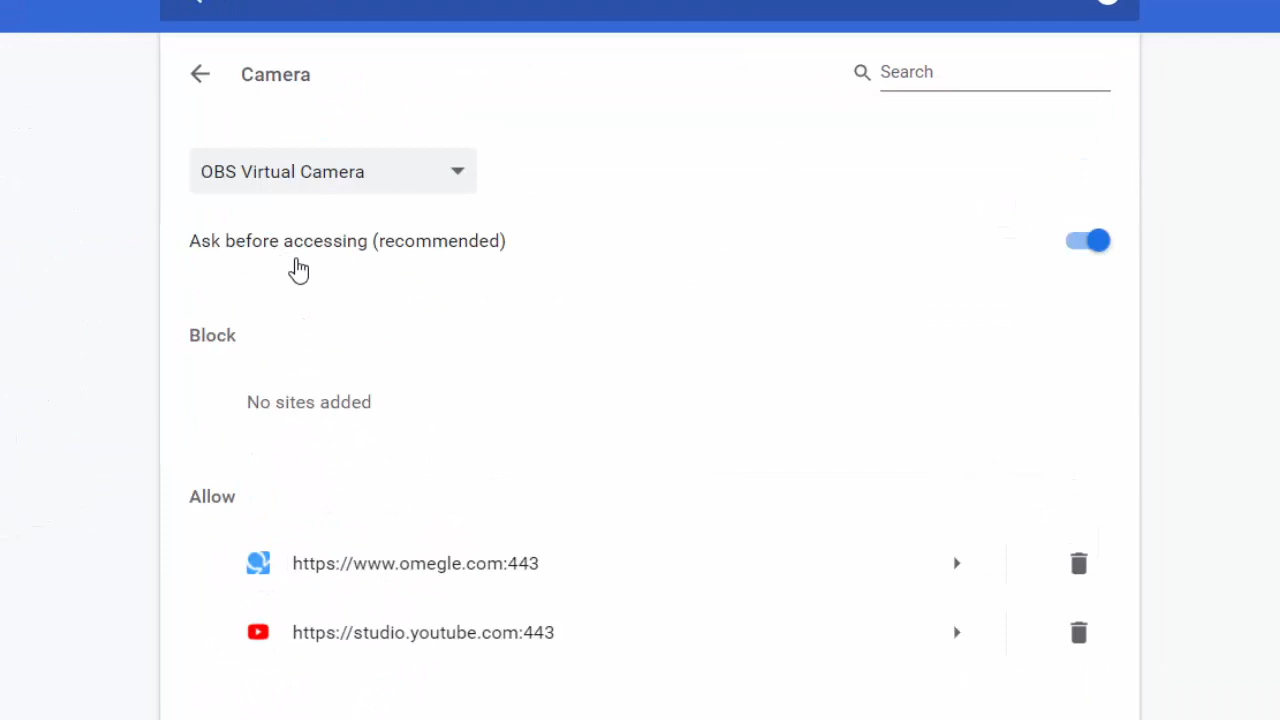 Camera
Search
OBS Virtual Camera
Ask before accessing (recommended)
Block
No sites added
Allow
https://www.omegle.com:443
https://studio.youtube.com:443